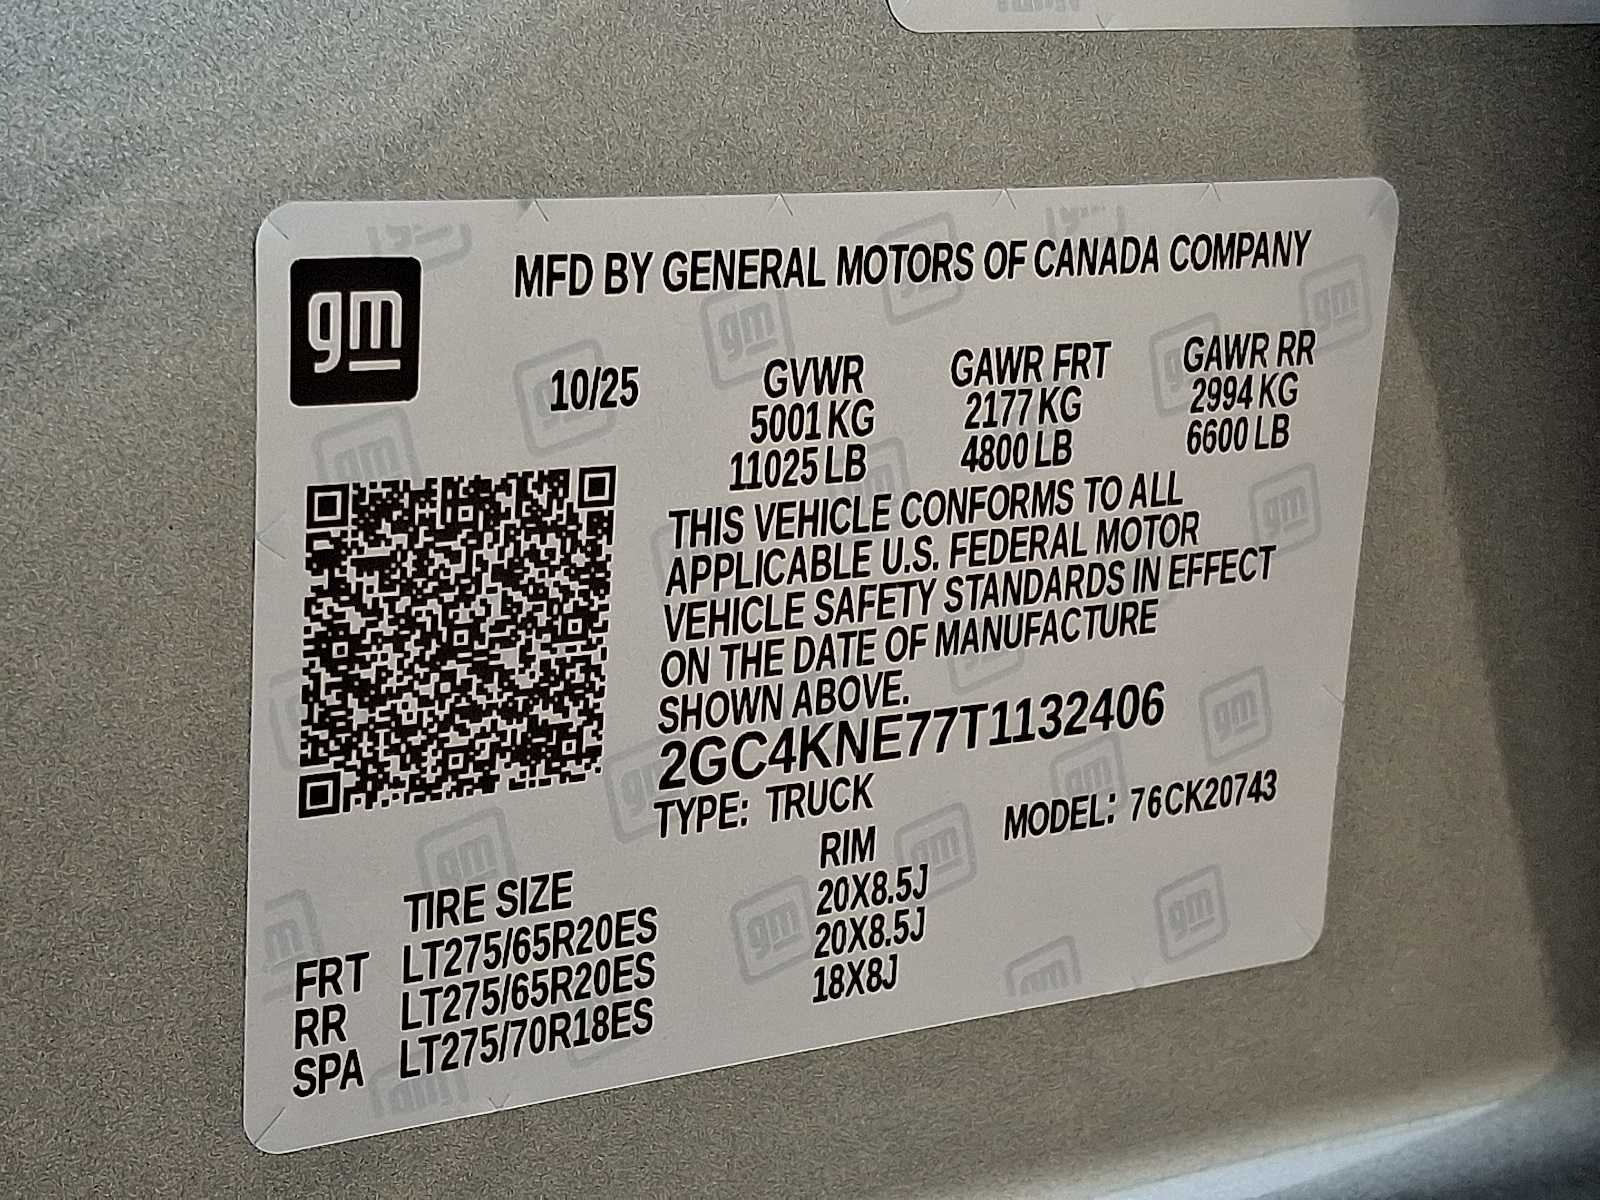 gm
MFD BY GENERAL MOTORS OF CANADA COMPANY
10/25 GVWR GAWR FRT GAWR RR
5001 KG 2177 KG 2994 KG
11025 LB 4800 LB 6600 LB
THIS VEHICLE CONFORMS TO ALL
APPLICABLE U.S. FEDERAL MOTOR
VEHICLE SAFETY STANDARDS IN EFFECT
ON THE DATE OF MANUFACTURE
SHOWN ABOVE.
2GC4KNE77T1132406
TYPE: TRUCK MODEL: 76CK20743
TIRE SIZE RIM
FRT LT275/65R20ES 20X8.5J
RR LT275/65R20ES 20X8.5J
SPA LT275/70R18ES 18X8J